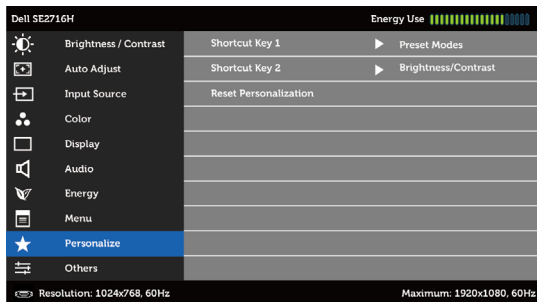 Dell SE2716H Energy Use
Brightness / Contrast Shortcut Key 1 Preset Modes
Auto Adjust Shortcut Key 2 Brightness/Contrast
Input Source Reset Personalization
Color
Display
Audio
Energy
Menu
Personalize
Others
Resolution: 1024x768, 60Hz Maximum: 1920x1080, 60Hz